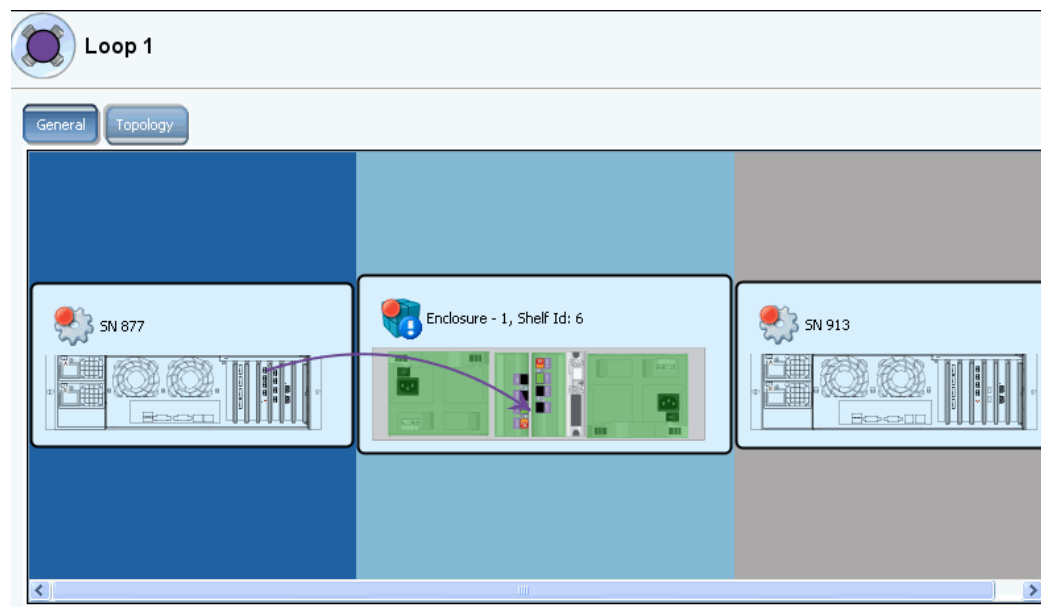 Loop 1
General
Topology
SN 877
Enclosure - 1, Shelf Id: 6
SN 913